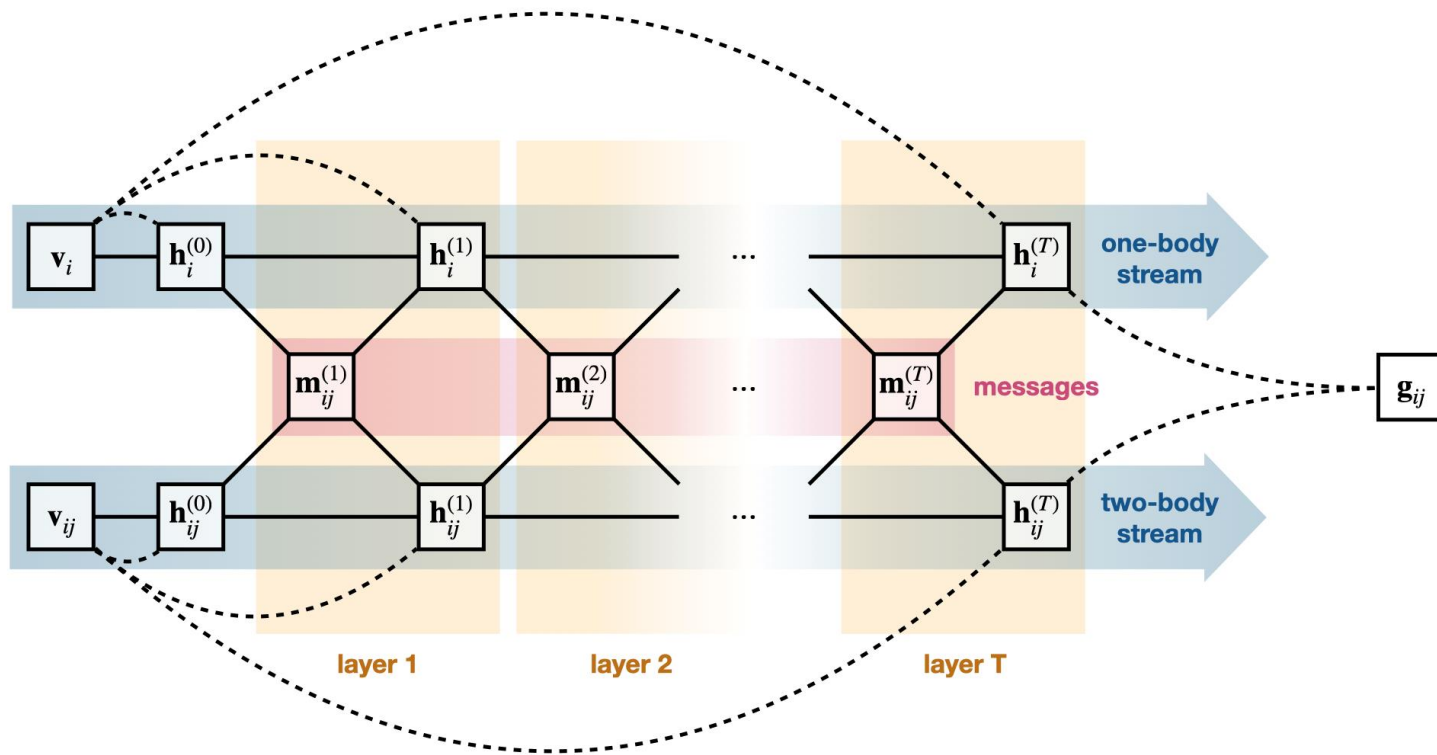 v_i h_i^(0) h_i^(1) ... h_i^(T) one-body
stream
m_ij^(1) m_ij^(2) ... m_ij^(T) messages g_ij
v_ij h_ij^(0) h_ij^(1) ... h_ij^(T) two-body
stream
layer 1 layer 2 layer T